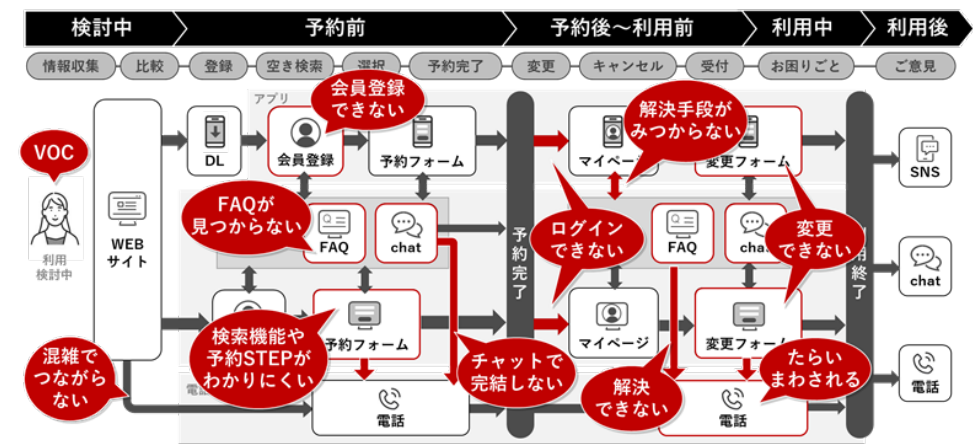 検討中
予約前
予約後～利用前
利用中
利用後
情報収集
比較
登録
空き検索
選択
予約完了
変更
キャンセル
受付
お困りごと
ご意見
アプリ
会員登録
できない
解決手段が
みつからない
VOC
DL
会員登録
予約フォーム
マイページ
変更フォーム
SNS
FAQが
見つからない
FAQ
chat
ログイン
できない
FAQ
変更
できない
WEB
サイト
利用
検討中
予約完了
chat
検索機能や
予約STEPが
わかりにくい
予約フォーム
マイページ
変更フォーム
混雑で
つながら
ない
チャットで
完結しない
解決
できない
たらい
まわされる
電話
電話
電話